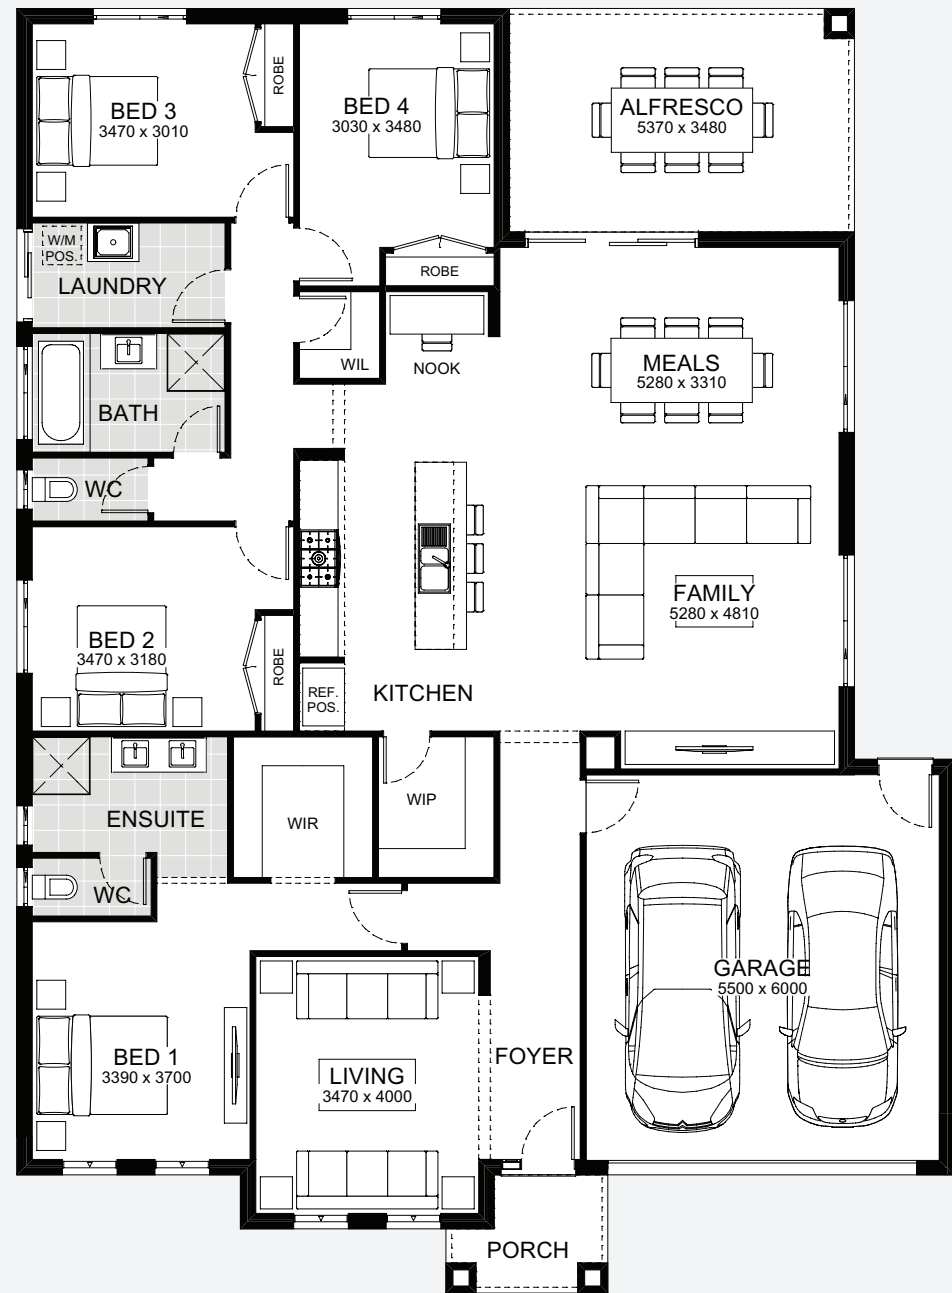 BED 3
3470 x 3010
ROBE
BED 4
3030 x 3480
ALFRESCO
5370 x 3480
W/M
POS.
LAUNDRY
ROBE
WIL
NOOK
MEALS
5280 x 3310
BATH
WC
FAMILY
5280 x 4810
BED 2
3470 x 3180
ROBE
REF.
POS.
KITCHEN
ENSUITE
WIR
WIP
WC
GARAGE
5500 x 6000
BED 1
3390 x 3700
LIVING
3470 x 4000
FOYER
PORCH